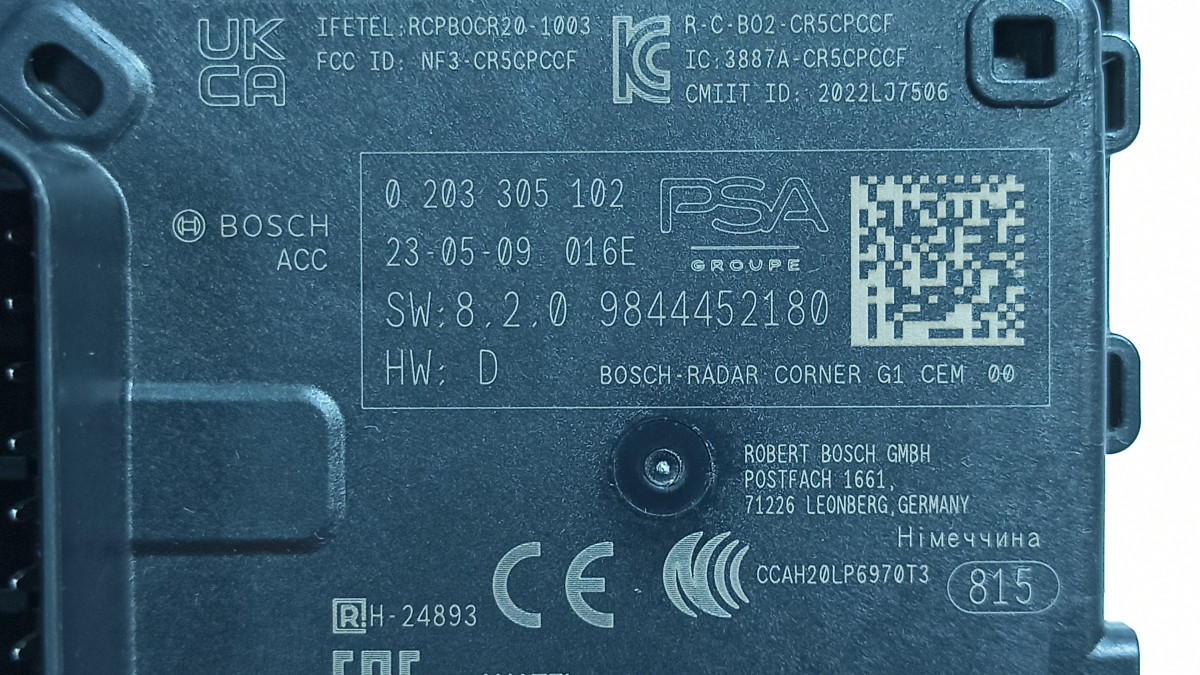 UK
CA
IFETEL:RCPBOCR20-1003
FCC ID: NF3-CR5CPCCF
R-C-BO2-CR5CPCCF
IC:3887A-CR5CPCCF
CMIIT ID: 2022LJ7506
BOSCH
ACC
0 203 305 102
PSA
GROUPE
23-05-09 016E
SW:8.2.0 9844452180
HW: D
BOSCH-RADAR CORNER G1 CEM 00
ROBERT BOSCH GMBH
POSTFACH 1661,
71226 LEONBERG,GERMANY
Німеччина
CE
CCAH20LP6970T3
815
R!H-24893
EAC